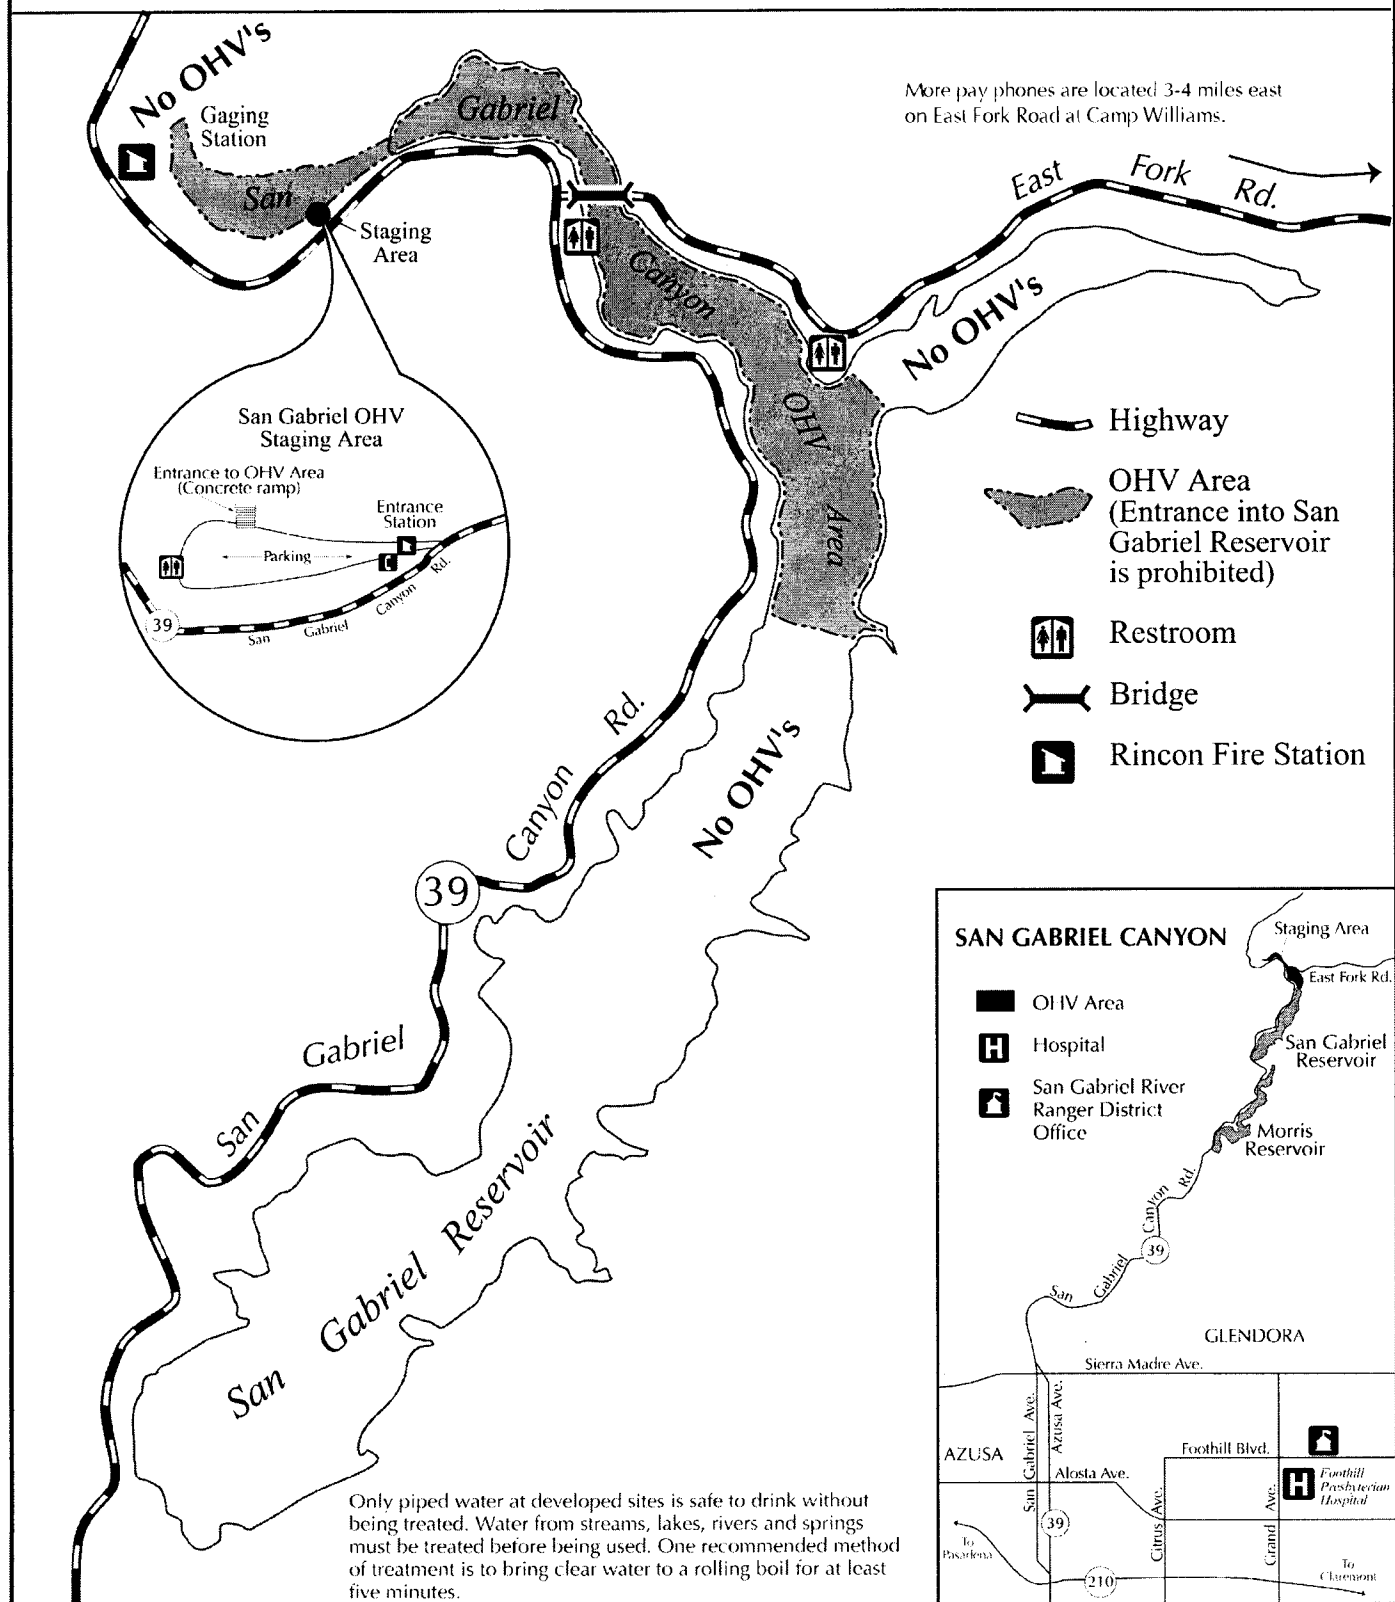 No OHV's
Gaging
Station
San
Gabriel
Canyon
OHV
Area
Staging
Area
More pay phones are located 3-4 miles east
on East Fork Road at Camp Williams.
East Fork Rd.
No OHV's
San Gabriel OHV
Staging Area
Entrance to OHV Area
(Concrete ramp)
Entrance
Station
Parking
39
San Gabriel Canyon Rd.
Highway
OHV Area
(Entrance into San
Gabriel Reservoir
is prohibited)
Restroom
Bridge
Rincon Fire Station
No OHV's
San Gabriel Canyon Rd.
39
San Gabriel Reservoir
Only piped water at developed sites is safe to drink without
being treated. Water from streams, lakes, rivers and springs
must be treated before being used. One recommended method
of treatment is to bring clear water to a rolling boil for at least
five minutes.
SAN GABRIEL CANYON
OHV Area
H Hospital
San Gabriel River
Ranger District
Office
Staging Area
East Fork Rd.
San Gabriel
Reservoir
Morris
Reservoir
San Gabriel Canyon Rd.
39
GLENDORA
Sierra Madre Ave.
San Gabriel Ave.
Azusa Ave.
AZUSA
Foothill Blvd.
Alosta Ave.
H
Foothill
Presbyterian
Hospital
Citrus Ave.
Grand Ave.
39
To
Pasadena
210
To
Claremont